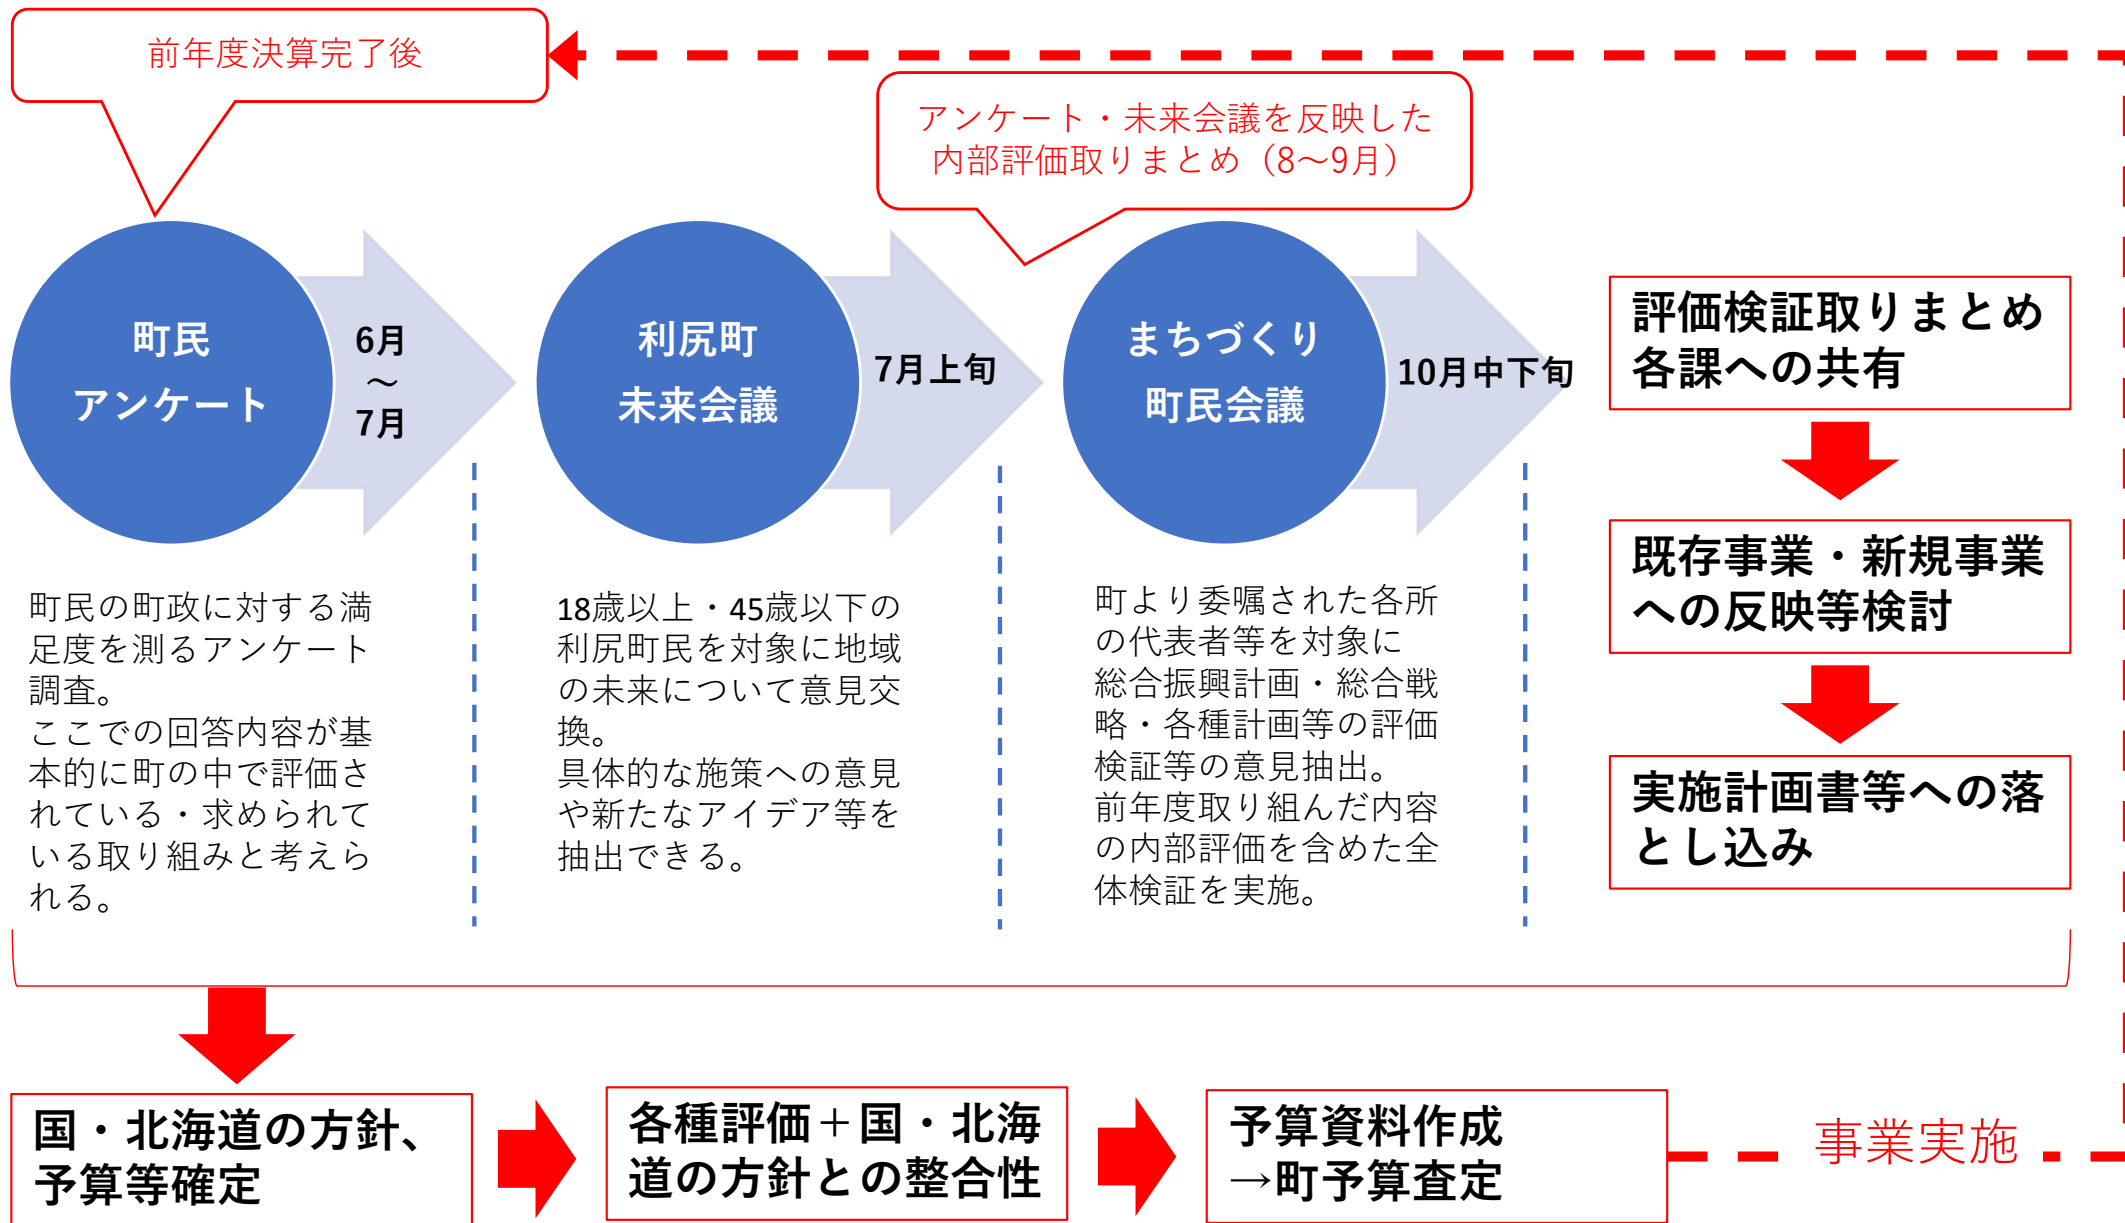 前年度決算完了後
アンケート・未来会議を反映した
内部評価取りまとめ（8～9月）
町民
アンケート
6月
～
7月
利尻町
未来会議
7月上旬
まちづくり
町民会議
10月中下旬
町民の町政に対する満
足度を測るアンケート
調査。
ここでの回答内容が基
本的に町の中で評価さ
れている・求められて
いる取り組みと考えら
れる。
18歳以上・45歳以下の
利尻町民を対象に地域
の未来について意見交
換。
具体的な施策への意見
や新たなアイデア等を
抽出できる。
町より委嘱された各所
の代表者等を対象に
総合振興計画・総合戦
略・各種計画等の評価
検証等の意見抽出。
前年度取り組んだ内容
の内部評価を含めた全
体検証を実施。
評価検証取りまとめ
各課への共有
既存事業・新規事業
への反映等検討
実施計画書等への落
とし込み
国・北海道の方針、
予算等確定
各種評価＋国・北海
道の方針との整合性
予算資料作成
→町予算査定
事業実施